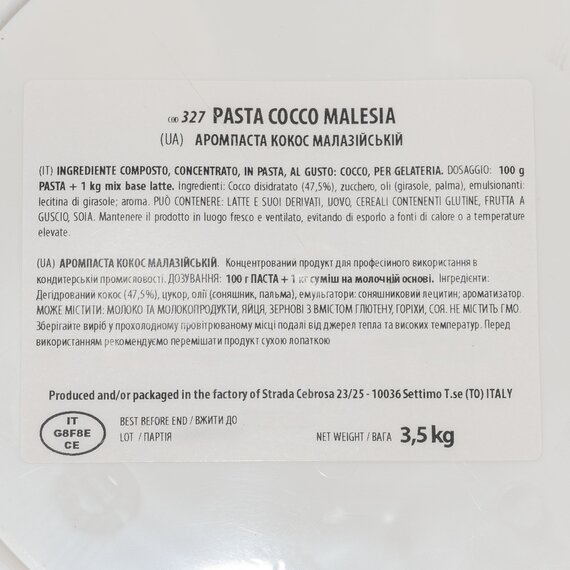 COD 327 PASTA COCCO MALESIA
(UA) АРОМПАСТА КОКОС МАЛАЗІЙСЬКІЙ
(IT) INGREDIENTE COMPOSTO, CONCENTRATO, IN PASTA, AL GUSTO: COCCO, PER GELATERIA. DOSAGGIO: 100 g
PASTA + 1 kg mix base latte. Ingredienti: Cocco disidratato (47,5%), zucchero, oli (girasole, palma), emulsionanti:
lecitina di girasole; aroma. PUÒ CONTENERE: LATTE E SUOI DERIVATI, UOVO, CEREALI CONTENENTI GLUTINE, FRUTTA A
GUSCIO, SOIA. Mantenere il prodotto in luogo fresco e ventilato, evitando di esporlo a fonti di calore o a temperature
elevate.
(UA) АРОМПАСТА КОКОС МАЛАЗІЙСЬКІЙ. Концентрований продукт для професійного використання в
кондитерській промисловості. ДОЗУВАННЯ: 100 г ПАСТА + 1 кг суміш на молочній основі. Інгредієнти:
Дегідрований кокос (47,5%), цукор, олії (соняшник, пальма), емульгатори: соняшниковий лецитин; ароматизатор.
МОЖЕ МІСТИТИ: МОЛОКО ТА МОЛОКОПРОДУКТИ, ЯЙЦЯ, ЗЕРНОВІ З ВМІСТОМ ГЛЮТЕНУ, ГОРІХИ, СОЯ. НЕ МІСТИТЬ ГМО.
Зберігайте виріб у прохолодному провітрюваному місці подалі від джерел тепла та високих температур. Перед
використанням рекомендуємо перемішати продукт сухою лопаткою
Produced and/or packaged in the factory of Strada Cebrosa 23/25 - 10036 Settimo T.se (TO) ITALY
IT
G8F8E
CE
BEST BEFORE END / ВЖИТИ ДО
LOT / ПАРТІЯ
NET WEIGHT / ВАГА 3,5 kg